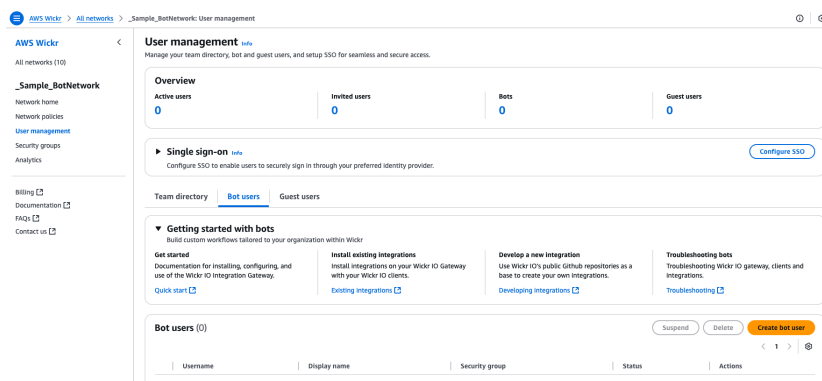 AWS Wickr > All networks > _Sample_BotNetwork: User management
AWS Wickr
All networks (10)
_Sample_BotNetwork
Network home
Network policies
User management
Security groups
Analytics
Billing
Documentation
FAQs
Contact us
User management Info
Manage your team directory, bot and guest users, and setup SSO for seamless and secure access.
Overview
Active users Invited users Bots Guest users
0 0 0 0
Single sign-on Info Configure SSO
Configure SSO to enable users to securely sign in through your preferred identity provider.
Team directory Bot users Guest users
Getting started with bots
Build custom workflows tailored to your organization within Wickr
Get started
Documentation for installing, configuring, and
use of the Wickr IO Integration Gateway.
Quick start
Install existing integrations
Install integrations on your Wickr IO Gateway
with your Wickr IO clients.
Existing integrations
Develop a new integration
Use Wickr IO's public Github repositories as a
base to create your own integrations.
Developing integrations
Troubleshooting bots
Troubleshooting Wickr IO gateway, clients and
integrations.
Troubleshooting
Bot users (0) Suspend Delete Create bot user
< 1 >
Username Display name Security group Status Actions